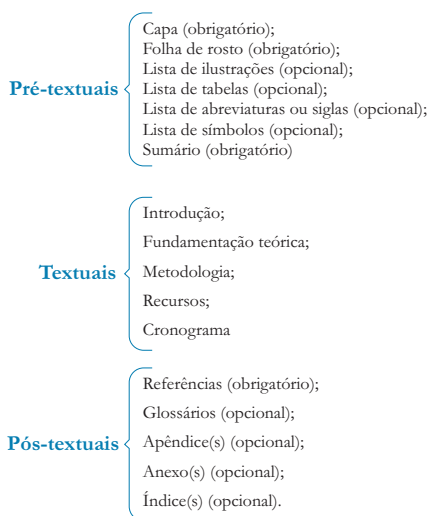 Pré-textuais
Capa (obrigatório);
Folha de rosto (obrigatório);
Lista de ilustrações (opcional);
Lista de tabelas (opcional);
Lista de abreviaturas ou siglas (opcional);
Lista de símbolos (opcional);
Sumário (obrigatório)
Textuais
Introdução;
Fundamentação teórica;
Metodologia;
Recursos;
Cronograma
Pós-textuais
Referências (obrigatório);
Glossários (opcional);
Apêndice(s) (opcional);
Anexo(s) (opcional);
Índice(s) (opcional).